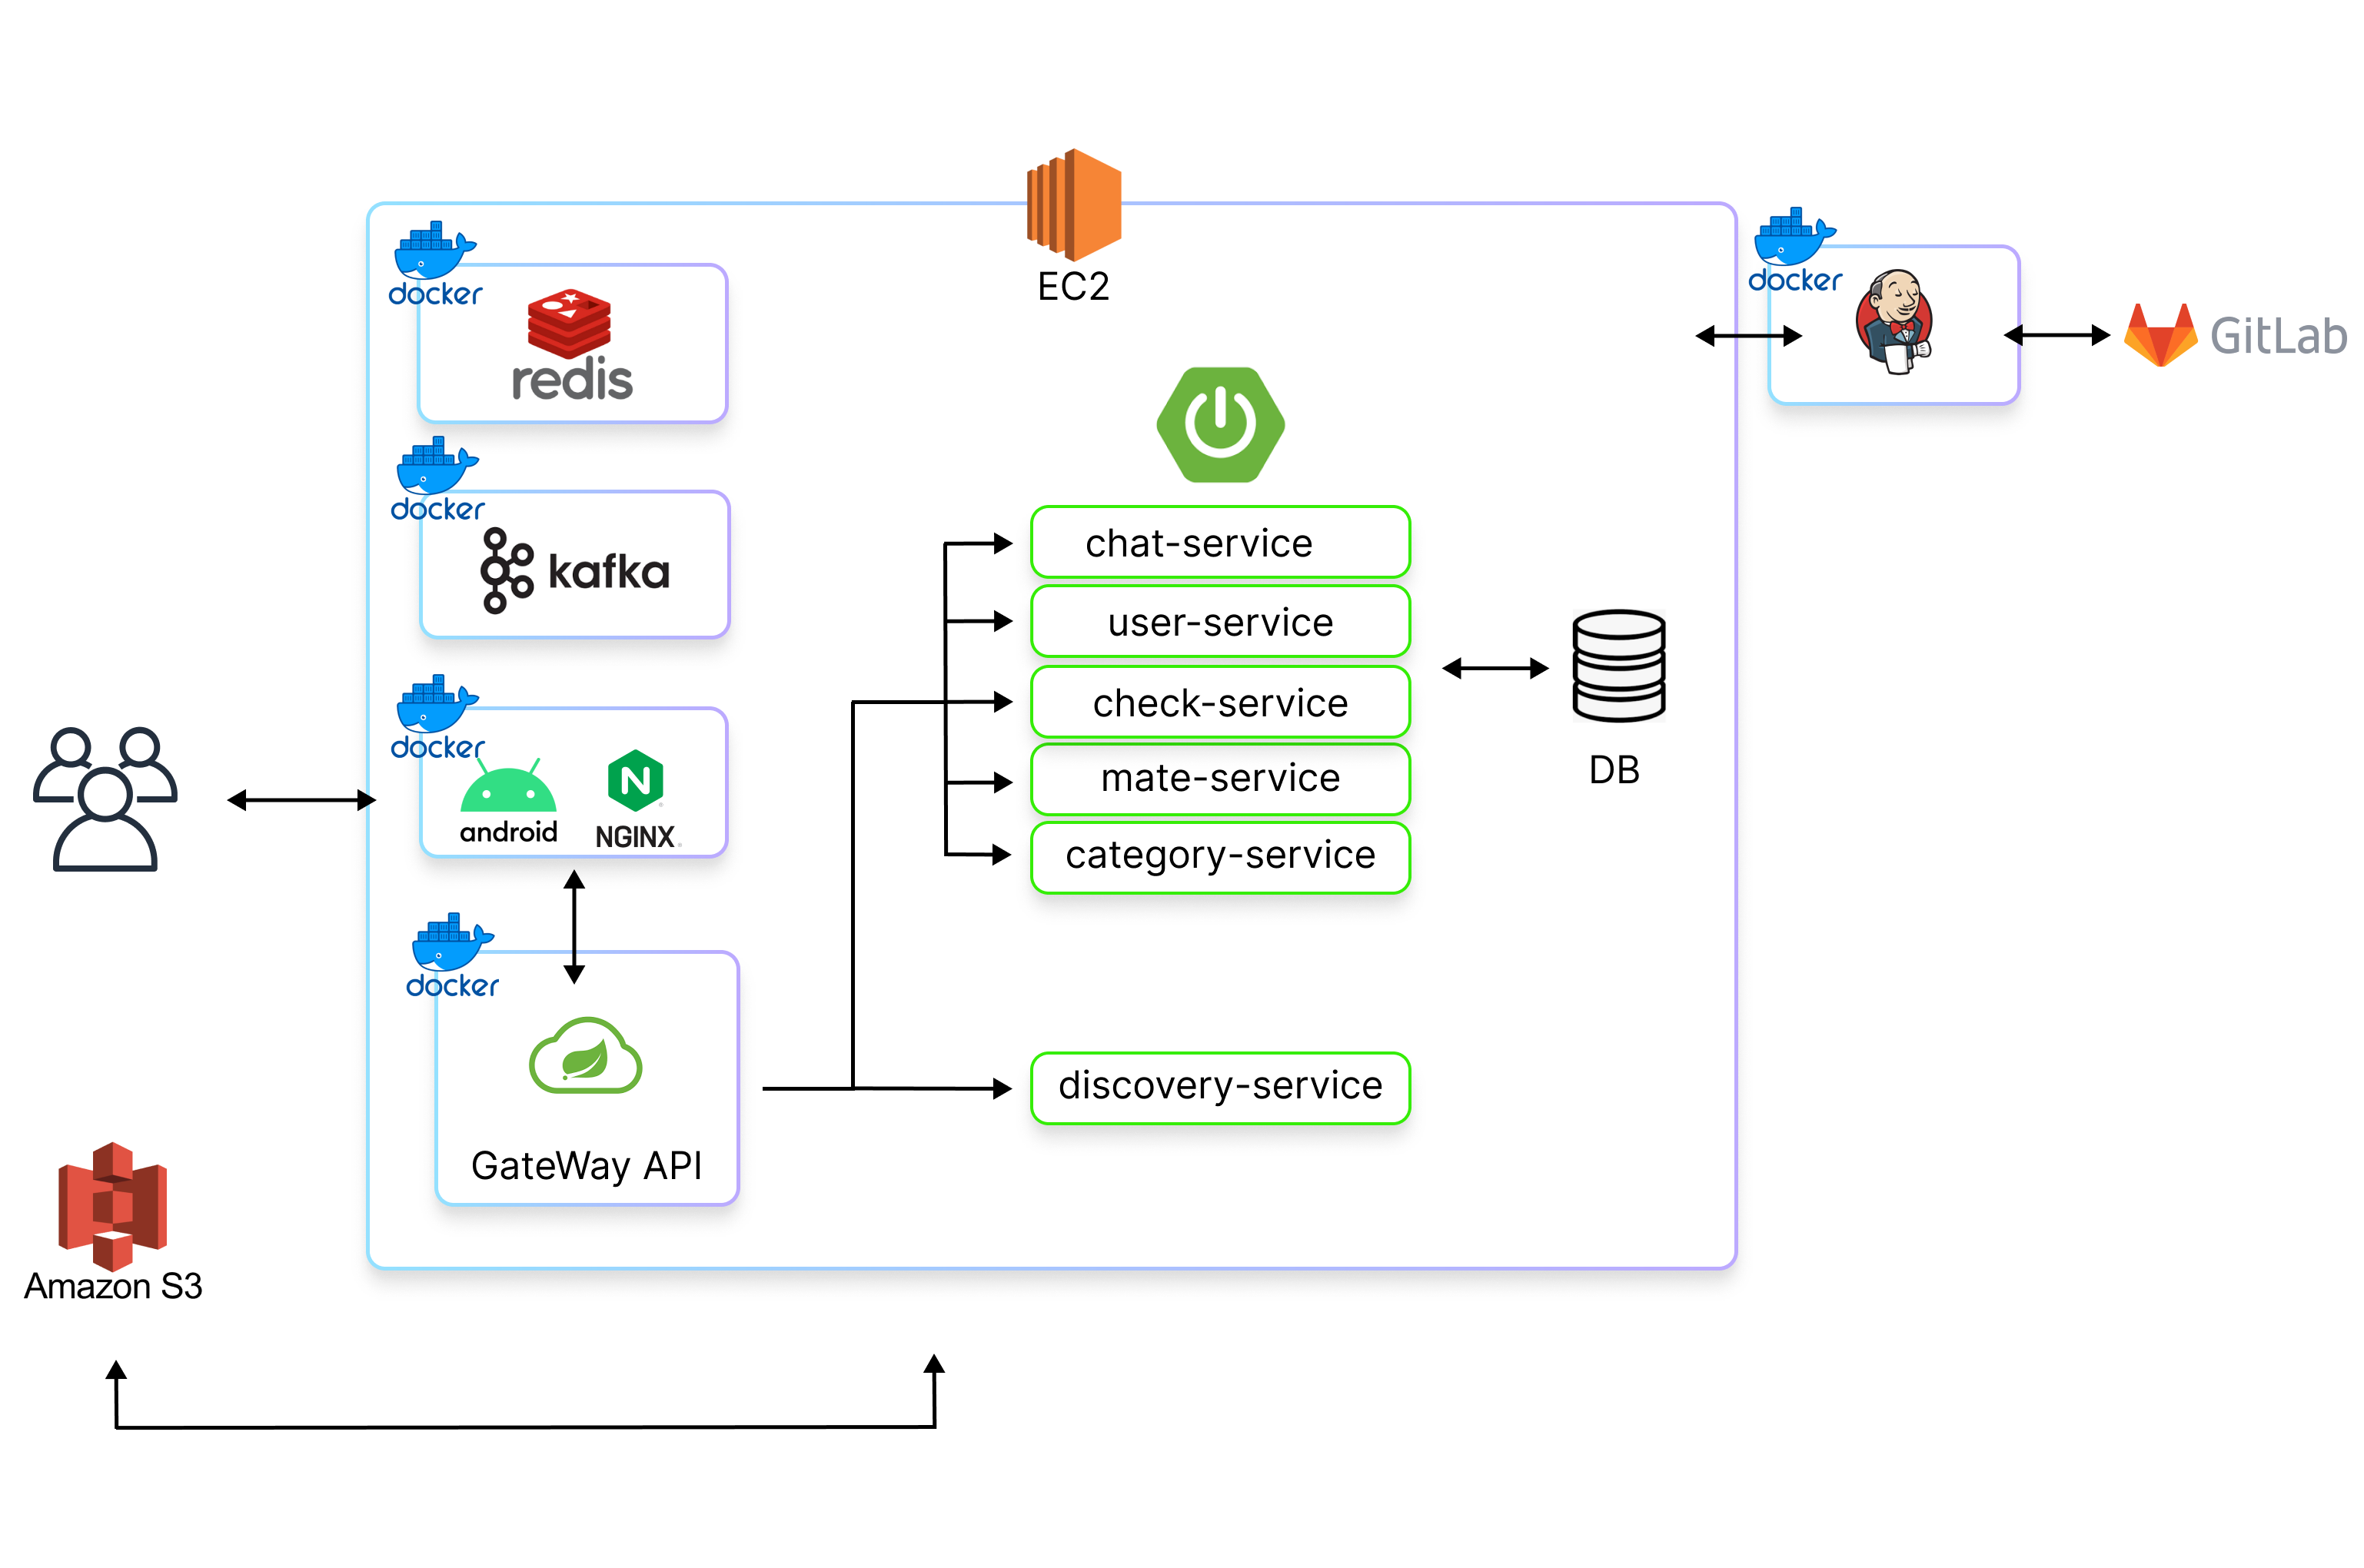 EC2
docker
redis
docker
kafka
docker
android
NGINX
docker
GateWay API
chat-service
user-service
check-service
mate-service
category-service
discovery-service
DB
docker
GitLab
Amazon S3